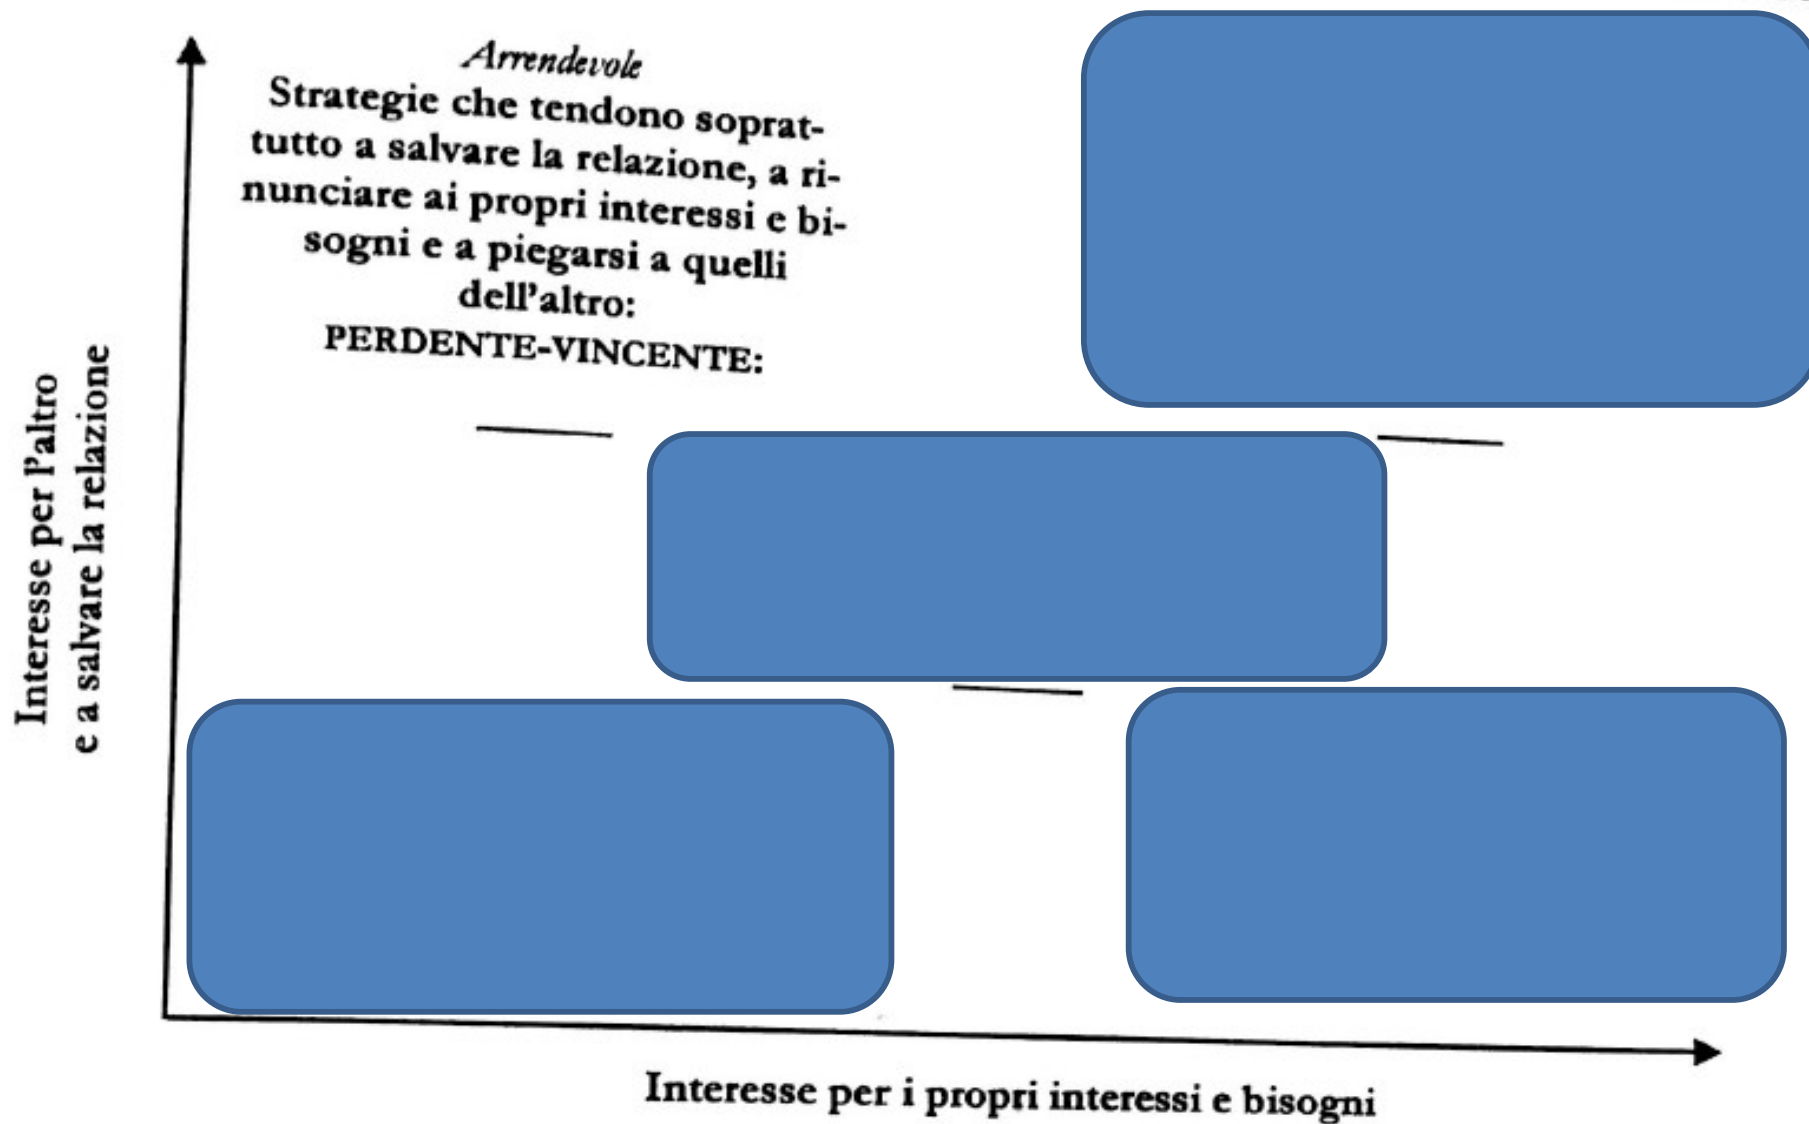 Arrendevole
Strategie che tendono soprat-
tutto a salvare la relazione, a ri-
nunciare ai propri interessi e bi-
sogni e a piegarsi a quelli
dell'altro:
PERDENTE-VINCENTE:
Interesse per l'altro
e a salvare la relazione
Interesse per i propri interessi e bisogni